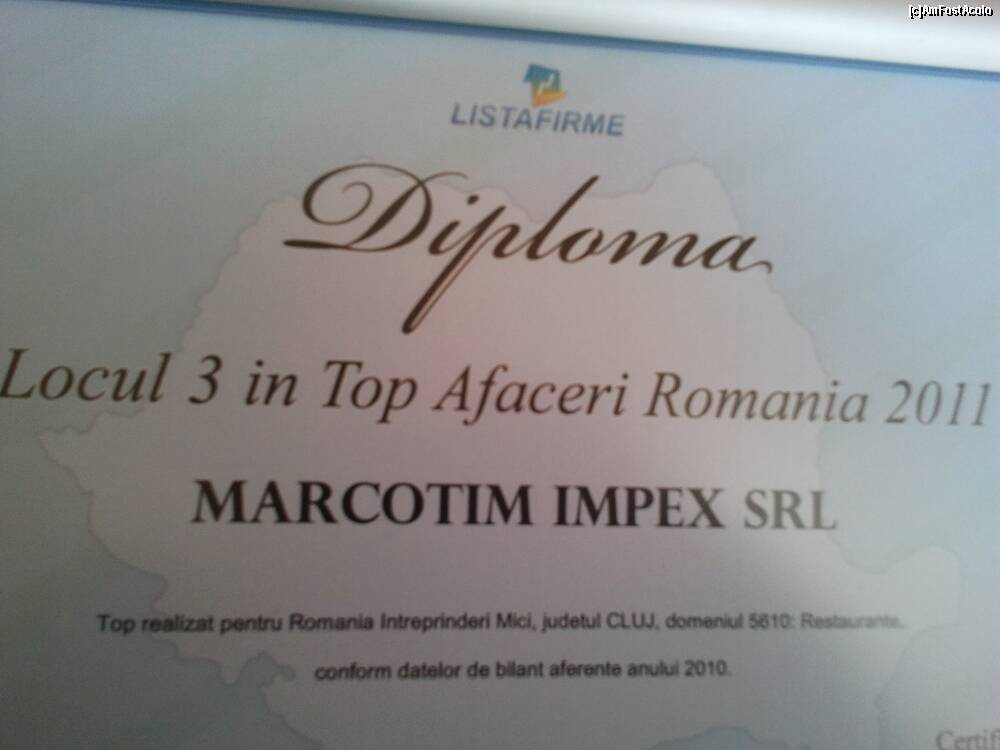 [c]AmFostAcolo
LISTAFIRME
Diploma
Locul 3 in Top Afaceri Romania 2011
MARCOTIM IMPEX SRL
Top realizat pentru Romania Intreprinderi Mici, judetul CLUJ, domeniul 5610: Restaurante,
conform datelor de bilant aferente anului 2010.